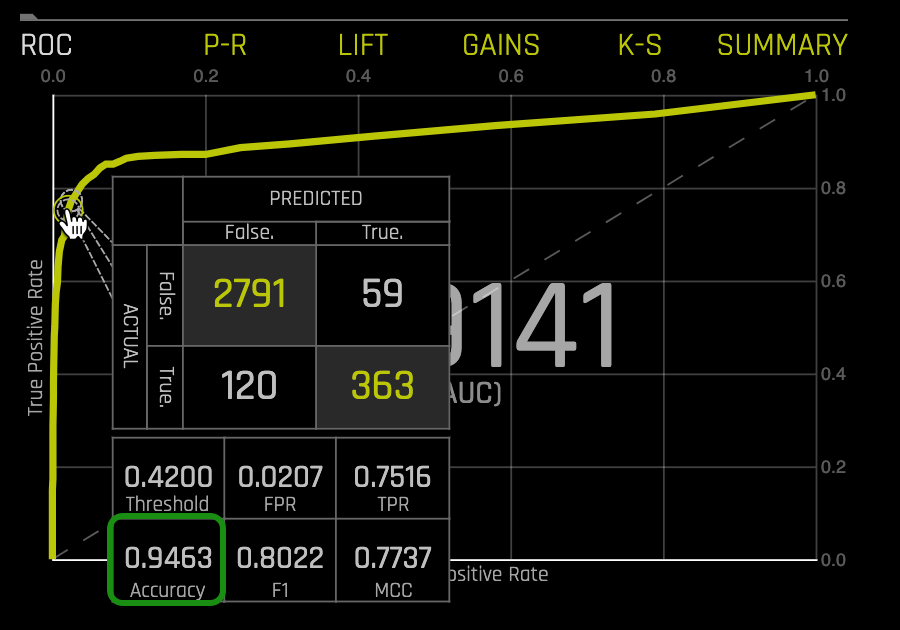 ROC P-R LIFT GAINS K-S SUMMARY
0.0 0.2 0.4 0.6 0.8 1.0
1.0
0.8
0.6
0.4
0.2
0.0
True Positive Rate
PREDICTED
False. True.
ACTUAL
False. 2791 59
True. 120 363
9141
AUC)
0.4200 0.0207 0.7516
Threshold FPR TPR
0.9463 0.8022 0.7737
Accuracy F1 MCC
ositive Rate